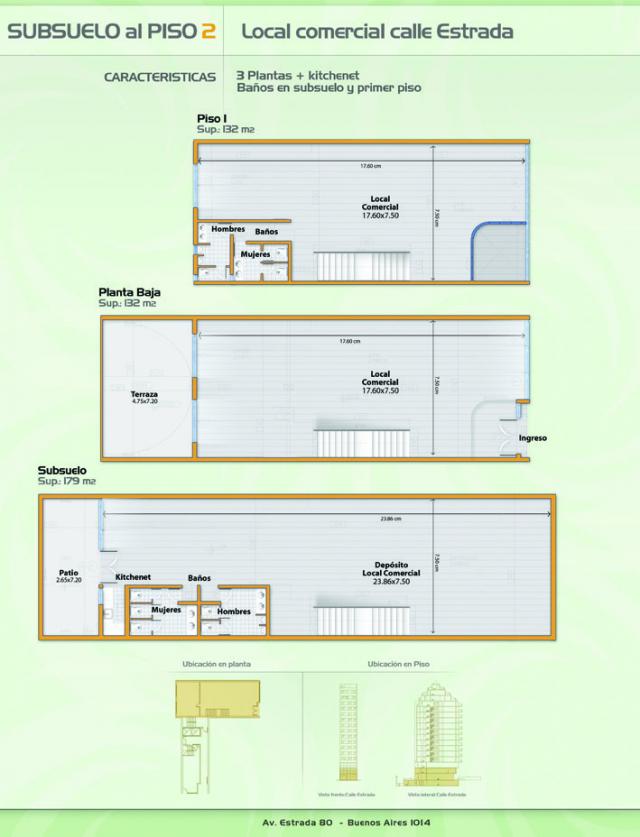 SUBSUELO al PISO 2
Local comercial calle Estrada
CARACTERISTICAS
3 Plantas + kitchenet
Baños en subsuelo y primer piso
Piso 1
Sup.: 132 m2
17.60 cm
Local
Comercial
17.60x7.50
7.50 cm
Hombres
Baños
Mujeres
Planta Baja
Sup.: 132 m2
17.60 cm
Local
Comercial
17.60x7.50
7.50 cm
Terraza
4.75x7.20
Ingreso
Subsuelo
Sup.: 179 m2
23.86 cm
Depósito
Local Comercial
23.86x7.50
7.50 cm
Patio
2.65x7.20
Kitchenet
Baños
Mujeres
Hombres
Ubicación en planta
Ubicación en Piso
Vista frente Calle Estrada
Vista lateral Calle Estrada
Av. Estrada 80 - Buenos Aires 1014